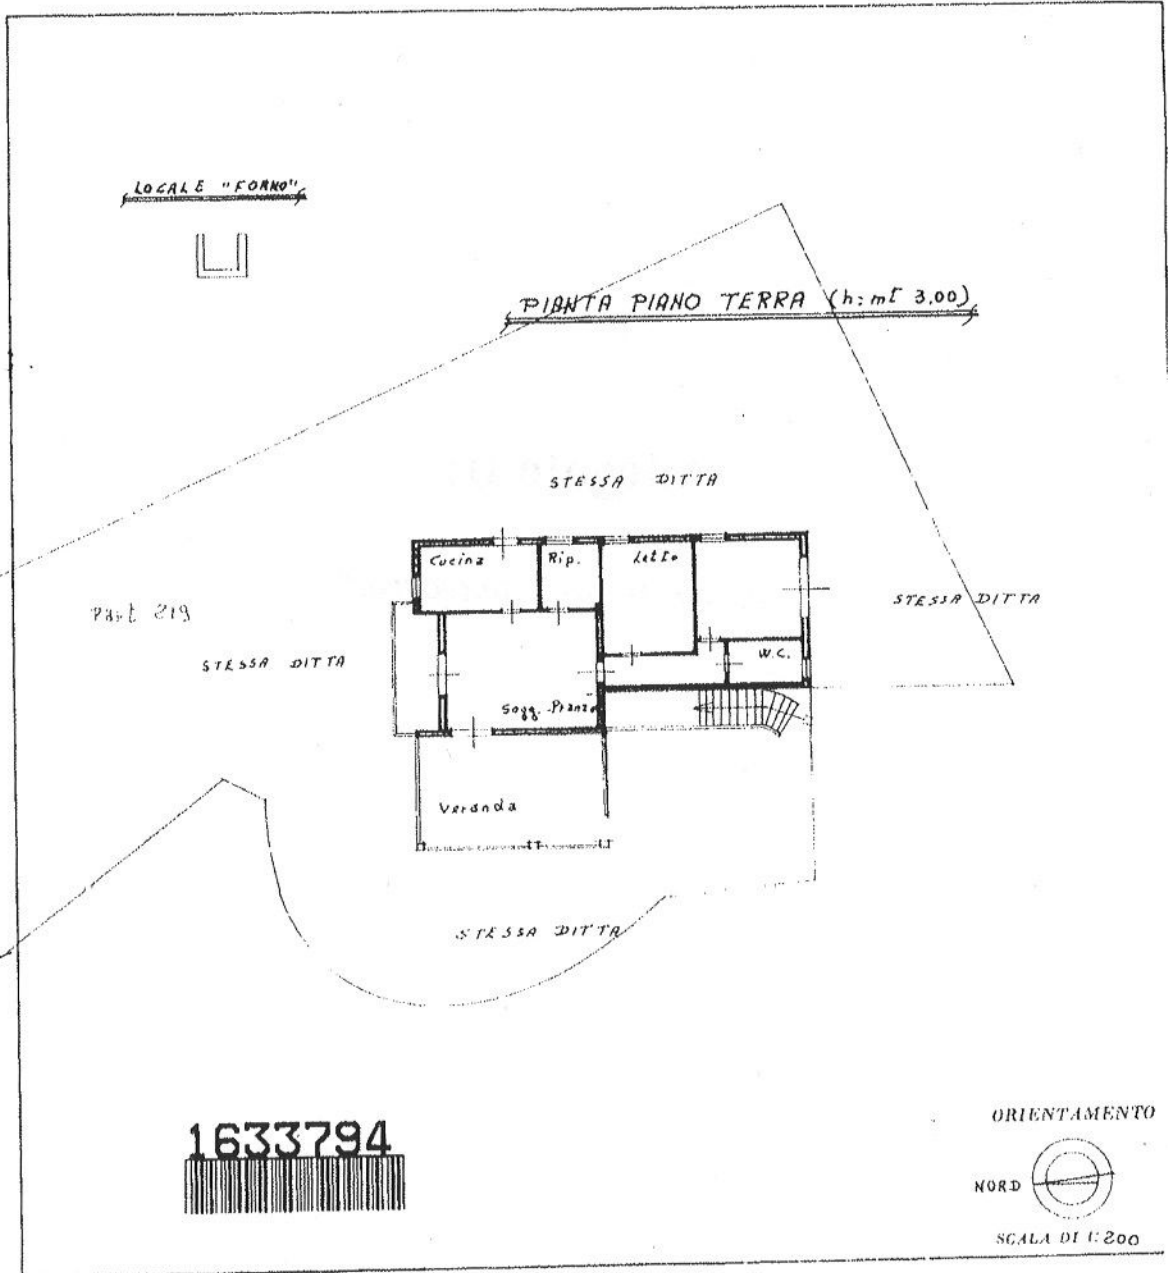 LOCALE "FORNO"
PIANTA PIANO TERRA (h: mt 3,00)
STESSA DITTA
Cucina
Rip.
Letto
STESSA DITTA
Part 219
STESSA DITTA
W.C.
Sogg.-Pranzo
Veranda
STESSA DITTA
1633794
ORIENTAMENTO
NORD
SCALA DI 1:200